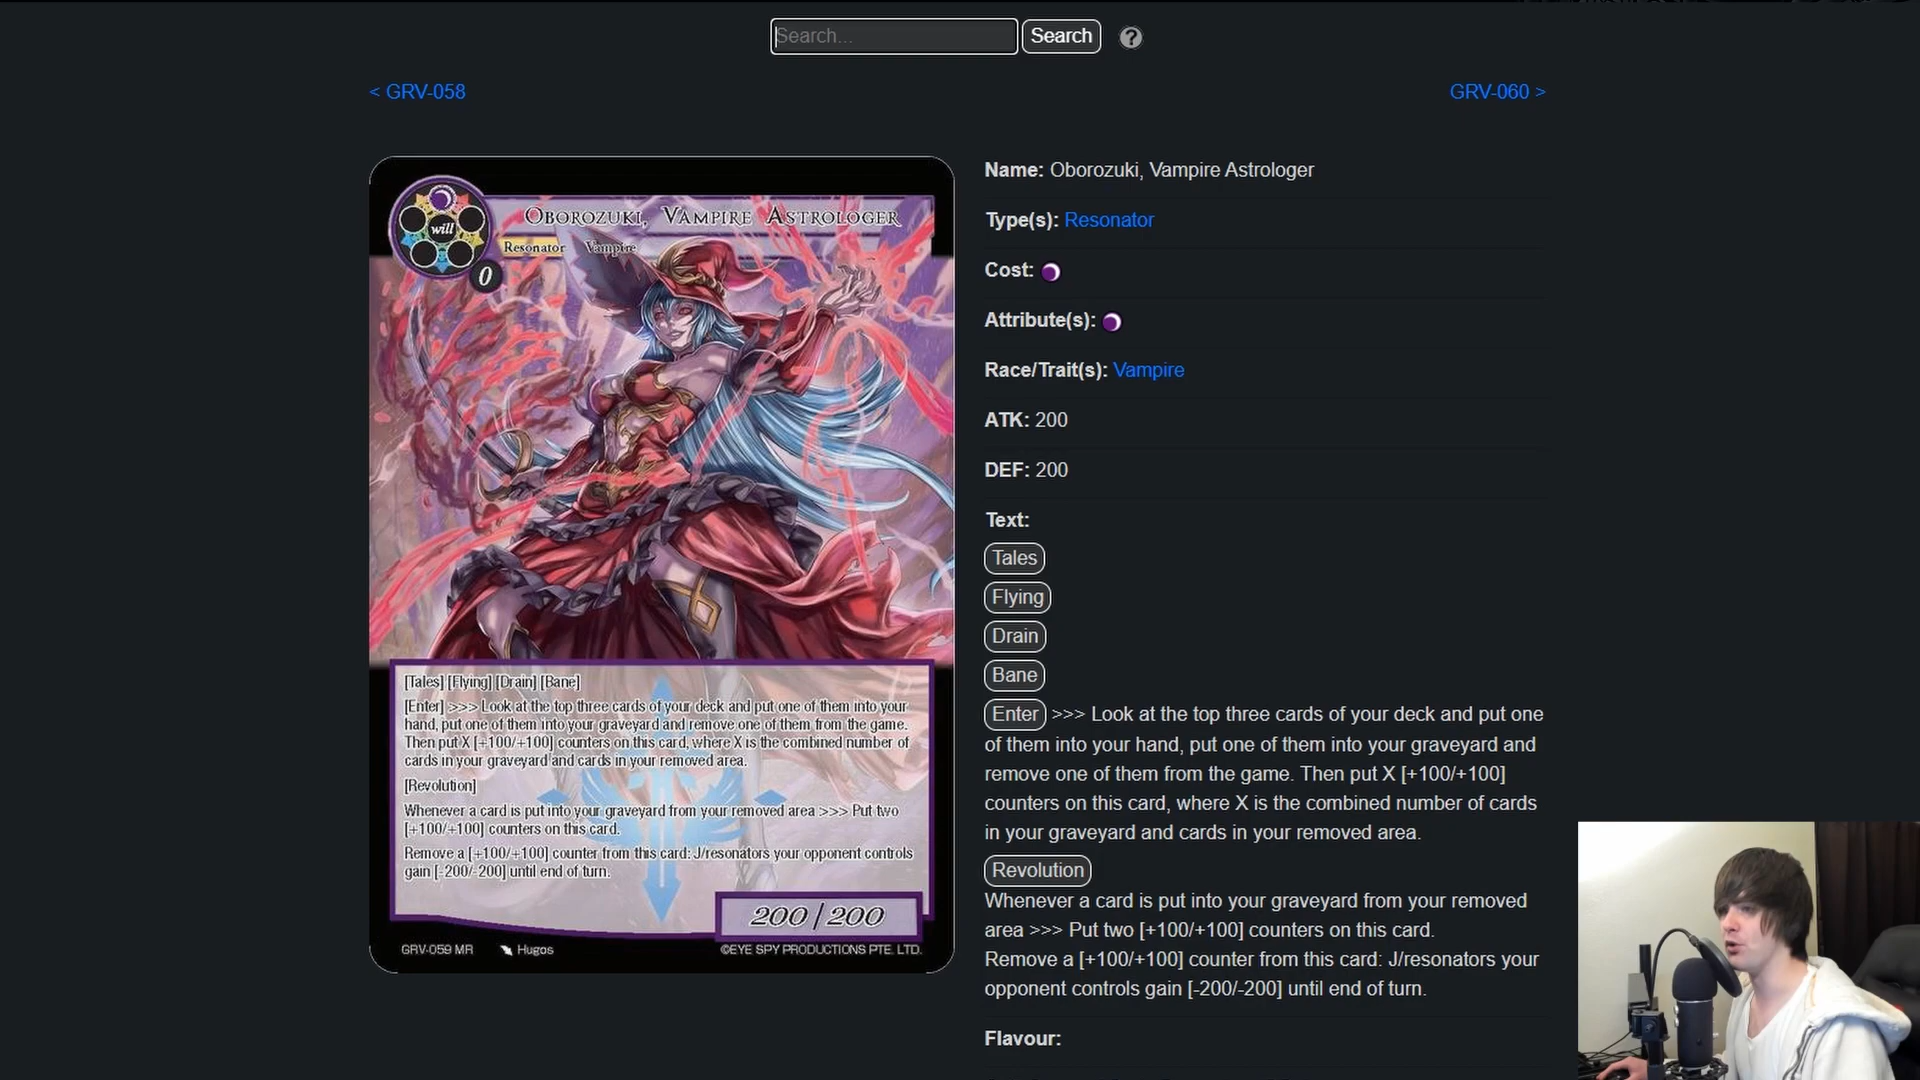 Search...
Search
?
< GRV-058
GRV-060 >
will
0
OBOROZUKI, VAMPIRE ASTROLOGER
Resonator Vampire
[Tales] [Flying] [Drain] [Bane]
[Enter] >>> Look at the top three cards of your deck and put one of them into your
hand, put one of them into your graveyard and remove one of them from the game.
Then put X [+100/+100] counters on this card, where X is the combined number of
cards in your graveyard and cards in your removed area.
[Revolution]
Whenever a card is put into your graveyard from your removed area >>> Put two
[+100/+100] counters on this card.
Remove a [+100/+100] counter from this card: J/resonators your opponent controls
gain [-200/-200] until end of turn.
200/200
GRV-059 MR Hugos ©EYE SPY PRODUCTIONS PTE. LTD.
Name: Oborozuki, Vampire Astrologer
Type(s): Resonator
Cost:
Attribute(s):
Race/Trait(s): Vampire
ATK: 200
DEF: 200
Text:
Tales
Flying
Drain
Bane
Enter >>> Look at the top three cards of your deck and put one
of them into your hand, put one of them into your graveyard and
remove one of them from the game. Then put X [+100/+100]
counters on this card, where X is the combined number of cards
in your graveyard and cards in your removed area.
Revolution
Whenever a card is put into your graveyard from your removed
area >>> Put two [+100/+100] counters on this card.
Remove a [+100/+100] counter from this card: J/resonators your
opponent controls gain [-200/-200] until end of turn.
Flavour: